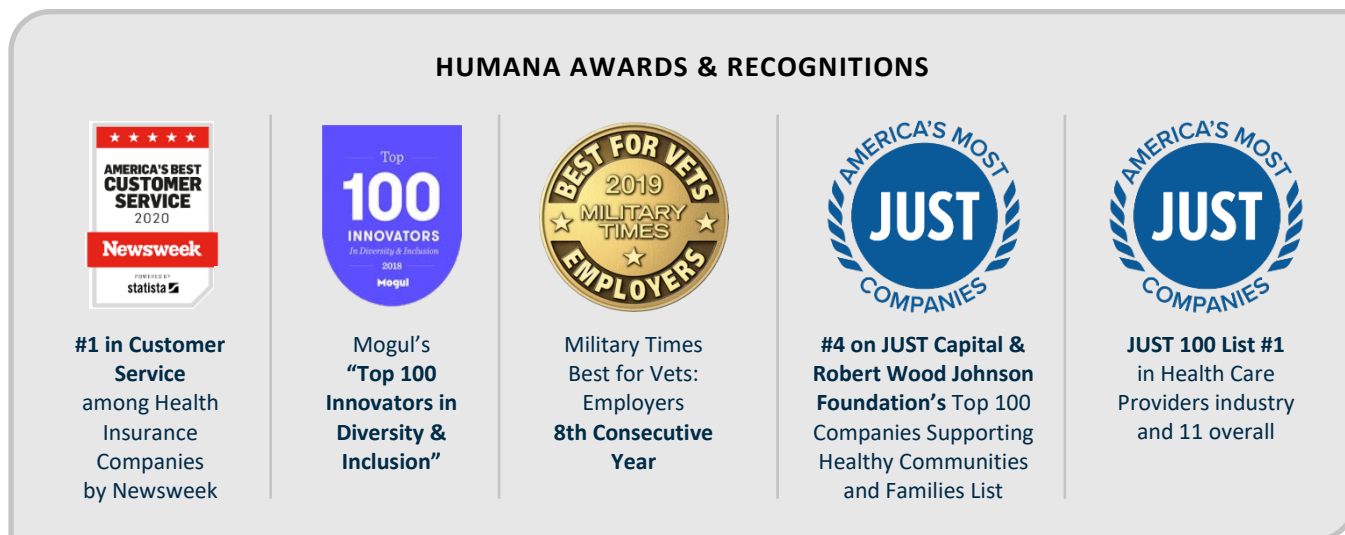 HUMANA AWARDS & RECOGNITIONS
AMERICA'S BEST
CUSTOMER
SERVICE
2020
Newsweek
POWERED BY
statista
#1 in Customer
Service
among Health
Insurance
Companies
by Newsweek
Top
100
INNOVATORS
In Diversity & Inclusion
2018
Mogul
Mogul’s
“Top 100
Innovators in
Diversity &
Inclusion”
BEST FOR VETS
2019
MILITARY
TIMES
EMPLOYERS
Military Times
Best for Vets:
Employers
8th Consecutive
Year
AMERICA'S MOST
JUST
COMPANIES
#4 on JUST Capital &
Robert Wood Johnson
Foundation’s Top 100
Companies Supporting
Healthy Communities
and Families List
AMERICA'S MOST
JUST
COMPANIES
JUST 100 List #1
in Health Care
Providers industry
and 11 overall